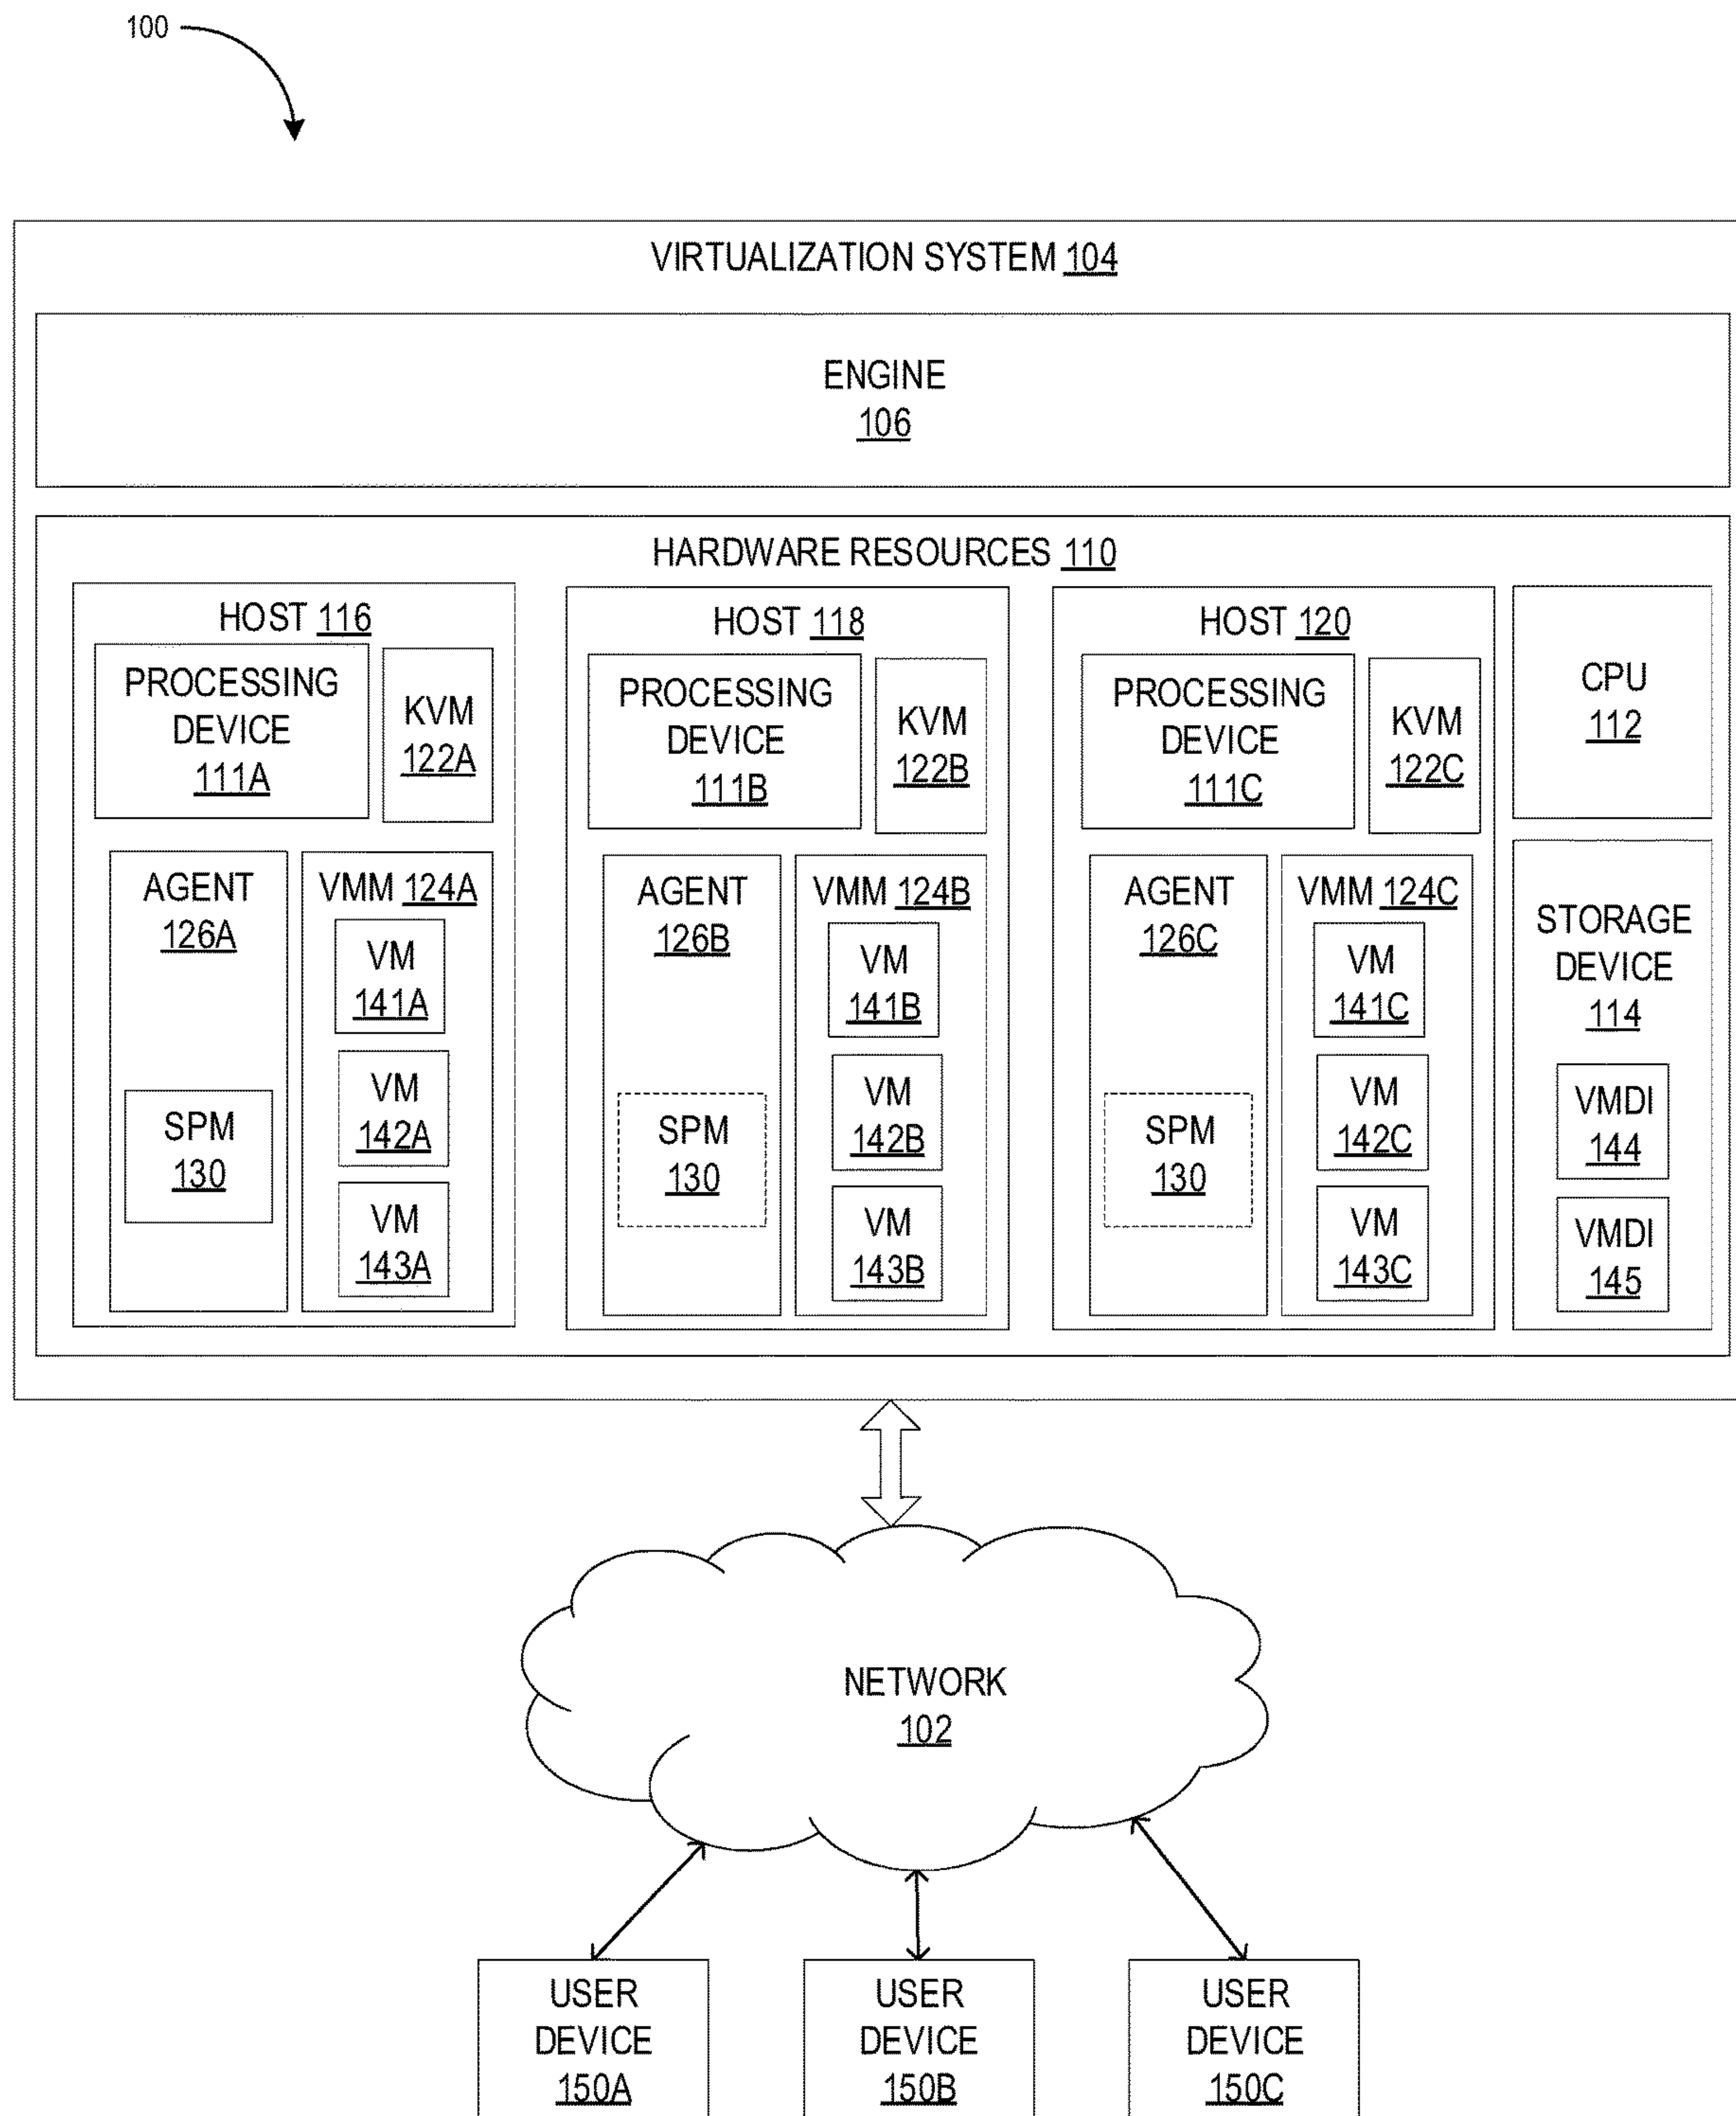 100
VIRTUALIZATION SYSTEM 104
ENGINE
106
HARDWARE RESOURCES 110
HOST 116
PROCESSING
DEVICE
111A
KVM
122A
AGENT
126A
SPM
130
VMM 124A
VM
141A
VM
142A
VM
143A
HOST 118
PROCESSING
DEVICE
111B
KVM
122B
AGENT
126B
SPM
130
VMM 124B
VM
141B
VM
142B
VM
143B
HOST 120
PROCESSING
DEVICE
111C
KVM
122C
AGENT
126C
SPM
130
VMM 124C
VM
141C
VM
142C
VM
143C
CPU
112
STORAGE
DEVICE
114
VMDI
144
VMDI
145
NETWORK
102
USER
DEVICE
150A
USER
DEVICE
150B
USER
DEVICE
150C